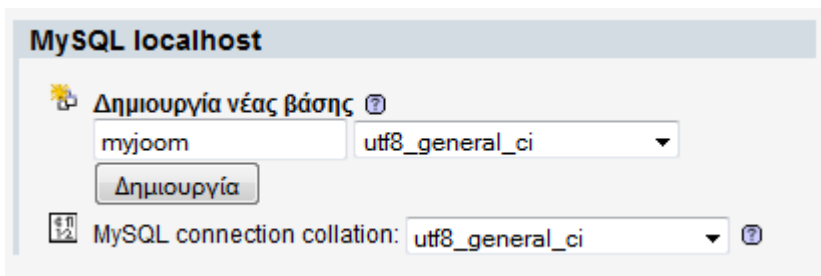 MySQL localhost
Δημιουργία νέας βάσης
myjoom utf8_general_ci
Δημιουργία
MySQL connection collation: utf8_general_ci